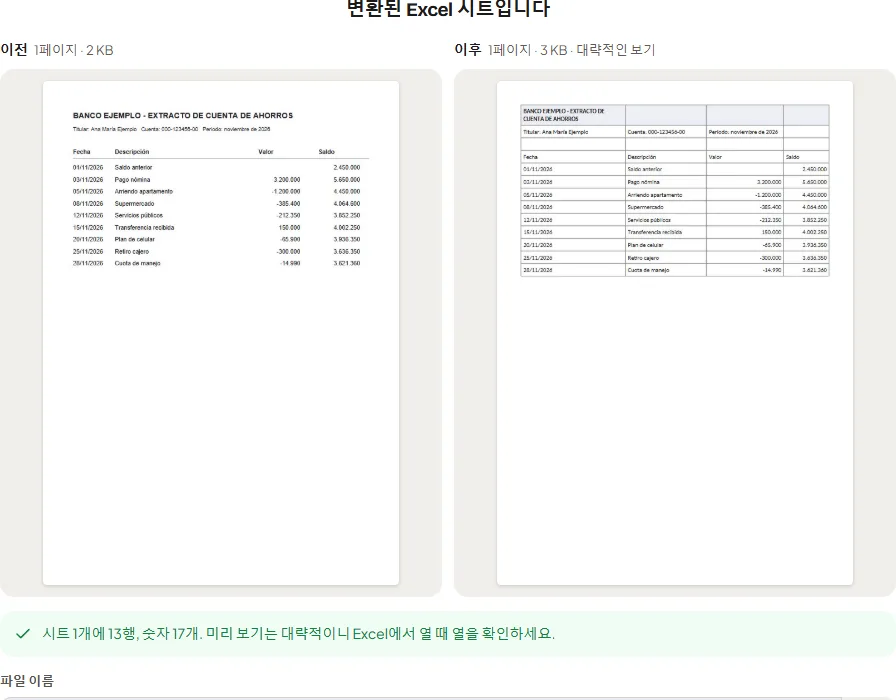 변환된 Excel 시트입니다
이전 1페이지 · 2 KB
BANCO EJEMPLO - EXTRACTO DE CUENTA DE AHORROS
Titular: Ana María Ejemplo Cuenta: 000-123456-00 Periodo: noviembre de 2026
Fecha Descripción Valor Saldo
01/11/2026 Saldo anterior 2.450.000
03/11/2026 Pago nómina 3.200.000 5.650.000
05/11/2026 Arriendo apartamento -1.200.000 4.450.000
08/11/2026 Supermercado -385.400 4.064.600
12/11/2026 Servicios públicos -212.350 3.852.250
15/11/2026 Transferencia recibida 150.000 4.002.250
20/11/2026 Plan de celular -65.900 3.936.350
25/11/2026 Retiro cajero -300.000 3.636.350
28/11/2026 Cuota de manejo -14.990 3.621.360
이후 1페이지 · 3 KB · 대략적인 보기
BANCO EJEMPLO - EXTRACTO DE
CUENTA DE AHORROS
Titular: Ana María Ejemplo Cuenta: 000-123456-00 Periodo: noviembre de 2026
Fecha Descripción Valor Saldo
01/11/2026 Saldo anterior 2.450.000
03/11/2026 Pago nómina 3.200.000 5.650.000
05/11/2026 Arriendo apartamento -1.200.000 4.450.000
08/11/2026 Supermercado -385.400 4.064.600
12/11/2026 Servicios públicos -212.350 3.852.250
15/11/2026 Transferencia recibida 150.000 4.002.250
20/11/2026 Plan de celular -65.900 3.936.350
25/11/2026 Retiro cajero -300.000 3.636.350
28/11/2026 Cuota de manejo -14.990 3.621.360
시트 1개에 13행, 숫자 17개. 미리 보기는 대략적이니 Excel에서 열 때 열을 확인하세요.
파일 이름